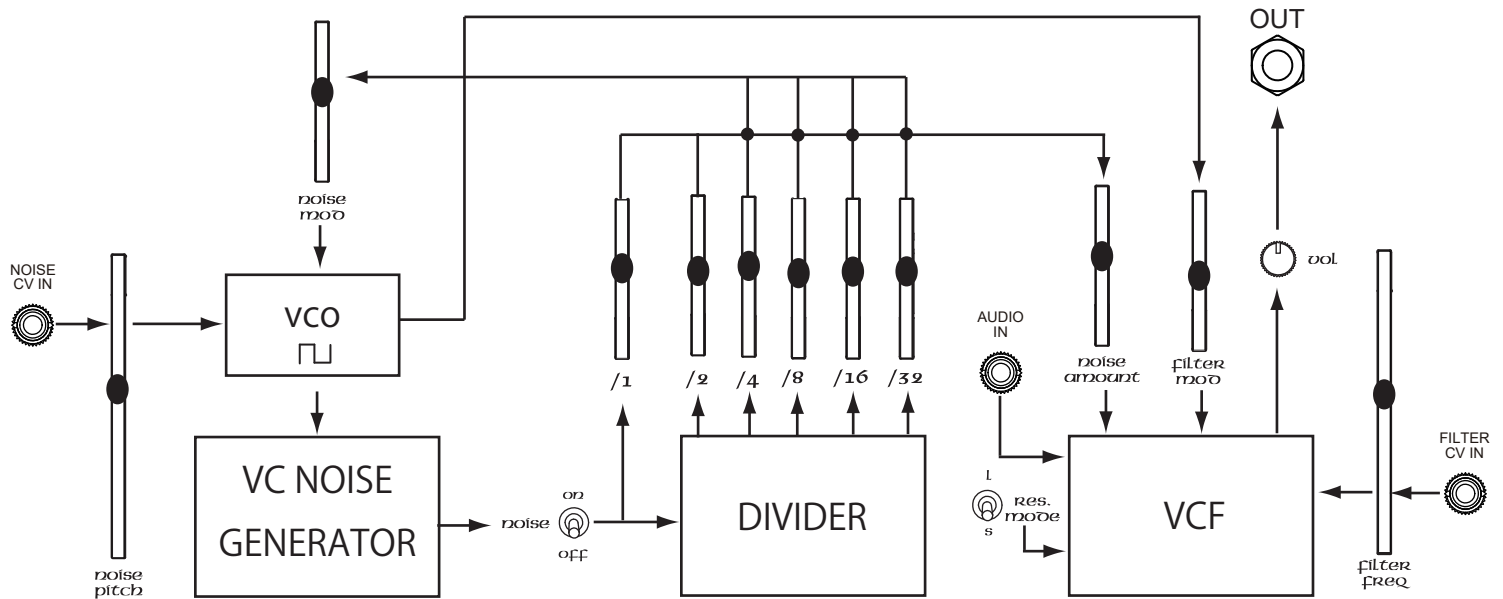 OUT
noise
mod
NOISE
CV IN
VCO
vol
AUDIO
IN
/1
/2
/4
/8
/16
/32
noise
amount
filter
mod
FILTER
CV IN
VC NOISE
GENERATOR
noise
on
off
DIVIDER
l
Res.
mode
s
VCF
noise
pitch
filter
freq